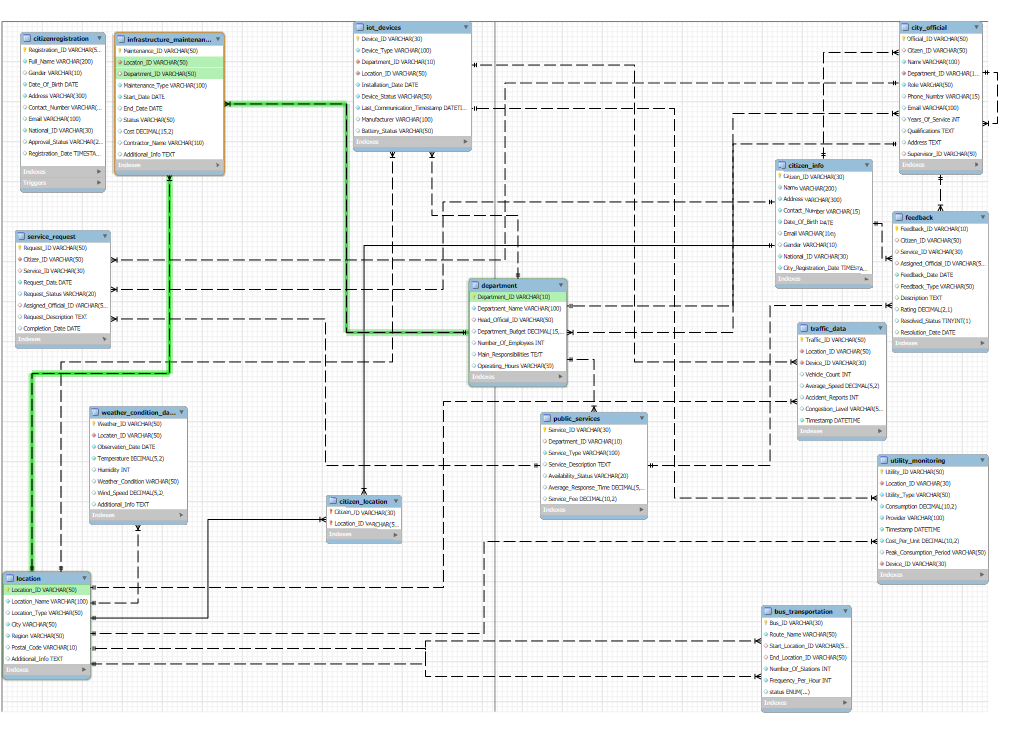 citizenregistration
Registration_ID VARCHAR(5...
Full_Name VARCHAR(200)
Gender VARCHAR(10)
Date_Of_Birth DATE
Address VARCHAR(300)
Contact_Number VARCHAR(...
Email VARCHAR(100)
National_ID VARCHAR(30)
Approval_Status VARCHAR(2...
Registration_Date TIMESTA...
Indexes
Triggers
infrastructure_maintenan...
Maintenance_ID VARCHAR(50)
Location_ID VARCHAR(50)
Department_ID VARCHAR(50)
Maintenance_Type VARCHAR(100)
Start_Date DATE
End_Date DATE
Status VARCHAR(50)
Cost DECIMAL(15,2)
Contractor_Name VARCHAR(10)
Additional_Info TEXT
Indexes
iot_devices
Device_ID VARCHAR(30)
Device_Type VARCHAR(100)
Department_ID VARCHAR(10)
Location_ID VARCHAR(50)
Installation_Date DATE
Device_Status VARCHAR(50)
Last_Communication_Timestamp DATETI...
Manufacturer VARCHAR(100)
Battery_Status VARCHAR(50)
Indexes
city_official
Official_ID VARCHAR(50)
Citizen_ID VARCHAR(50)
Name VARCHAR(100)
Department_ID VARCHAR(1...
Role VARCHAR(50)
Phone_Number VARCHAR(15)
Email VARCHAR(100)
Years_Of_Service INT
Qualifications TEXT
Address TEXT
Supervisor_ID VARCHAR(50)
Indexes
citizen_info
Citizen_ID VARCHAR(30)
Name VARCHAR(200)
Address VARCHAR(300)
Contact_Number VARCHAR(15)
Date_Of_Birth DATE
Email VARCHAR(100)
Gender VARCHAR(10)
National_ID VARCHAR(30)
City_Registration_Date TIMESTA...
Indexes
feedback
Feedback_ID VARCHAR(10)
Citizen_ID VARCHAR(50)
Service_ID VARCHAR(30)
Assigned_Official_ID VARCHAR(5...
Feedback_Date DATE
Feedback_Type VARCHAR(50)
Description TEXT
Rating DECIMAL(2,1)
Resolved_Status TINYINT(1)
Resolution_Date DATE
Indexes
service_request
Request_ID VARCHAR(50)
Citizen_ID VARCHAR(50)
Service_ID VARCHAR(30)
Request_Date DATE
Request_Status VARCHAR(20)
Assigned_Official_ID VARCHAR(5...
Request_Description TEXT
Completion_Date DATE
Indexes
department
Department_ID VARCHAR(10)
Department_Name VARCHAR(100)
Head_Official_ID VARCHAR(50)
Department_Budget DECIMAL(15,...
Number_Of_Employees INT
Main_Responsibilities TEXT
Operating_Hours VARCHAR(50)
Indexes
traffic_data
Traffic_ID VARCHAR(50)
Location_ID VARCHAR(50)
Device_ID VARCHAR(30)
Vehicle_Count INT
Average_Speed DECIMAL(5,2)
Accident_Reports INT
Congestion_Level VARCHAR(5...
Timestamp DATETIME
Indexes
weather_condition_da...
Weather_ID VARCHAR(50)
Location_ID VARCHAR(50)
Observation_Date DATE
Temperature DECIMAL(5,2)
Humidity INT
Weather_Condition VARCHAR(50)
Wind_Speed DECIMAL(5,2)
Additional_Info TEXT
Indexes
public_services
Service_ID VARCHAR(30)
Department_ID VARCHAR(10)
Service_Type VARCHAR(100)
Service_Description TEXT
Availability_Status VARCHAR(20)
Average_Response_Time DECIMAL(5,...
Service_Fee DECIMAL(10,2)
Indexes
utility_monitoring
Utility_ID VARCHAR(50)
Location_ID VARCHAR(30)
Utility_Type VARCHAR(50)
Consumption DECIMAL(10,2)
Provider VARCHAR(100)
Timestamp DATETIME
Cost_Per_Unit DECIMAL(10,2)
Peak_Consumption_Period VARCHAR(50)
Device_ID VARCHAR(30)
Indexes
citizen_location
Citizen_ID VARCHAR(30)
Location_ID VARCHAR(5...
Indexes
location
Location_ID VARCHAR(50)
Location_Name VARCHAR(100)
Location_Type VARCHAR(50)
City VARCHAR(50)
Region VARCHAR(50)
Postal_Code VARCHAR(10)
Additional_Info TEXT
Indexes
bus_transportation
Bus_ID VARCHAR(30)
Route_Name VARCHAR(50)
Start_Location_ID VARCHAR(5...
End_Location_ID VARCHAR(50)
Number_Of_Stations INT
Frequency_Per_Hour INT
status ENUM(...)
Indexes